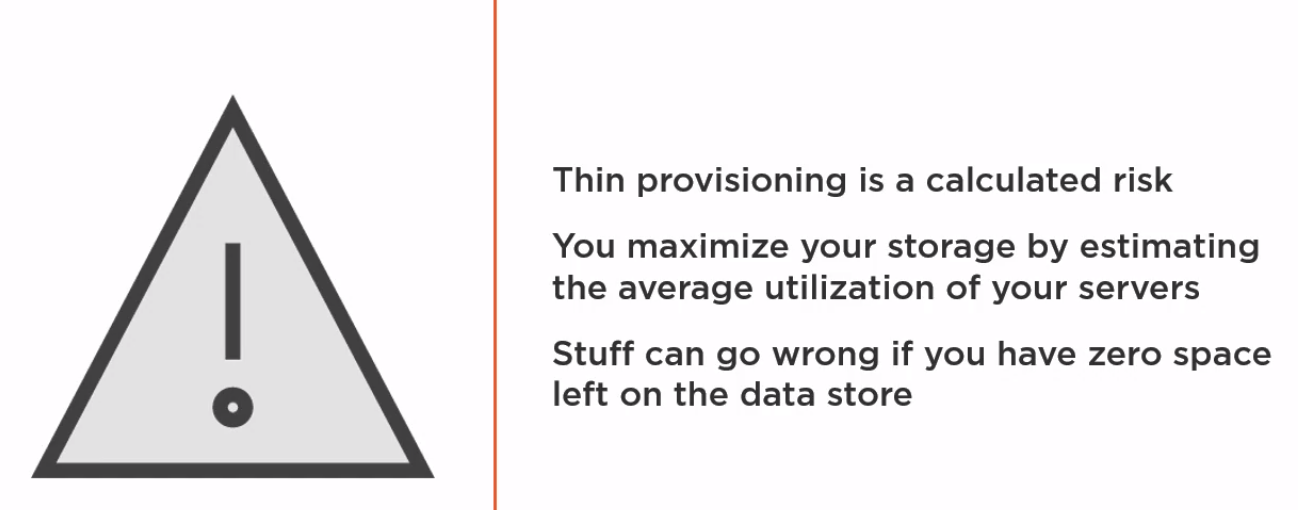 Thin provisioning is a calculated risk
You maximize your storage by estimating
the average utilization of your servers
Stuff can go wrong if you have zero space
left on the data store